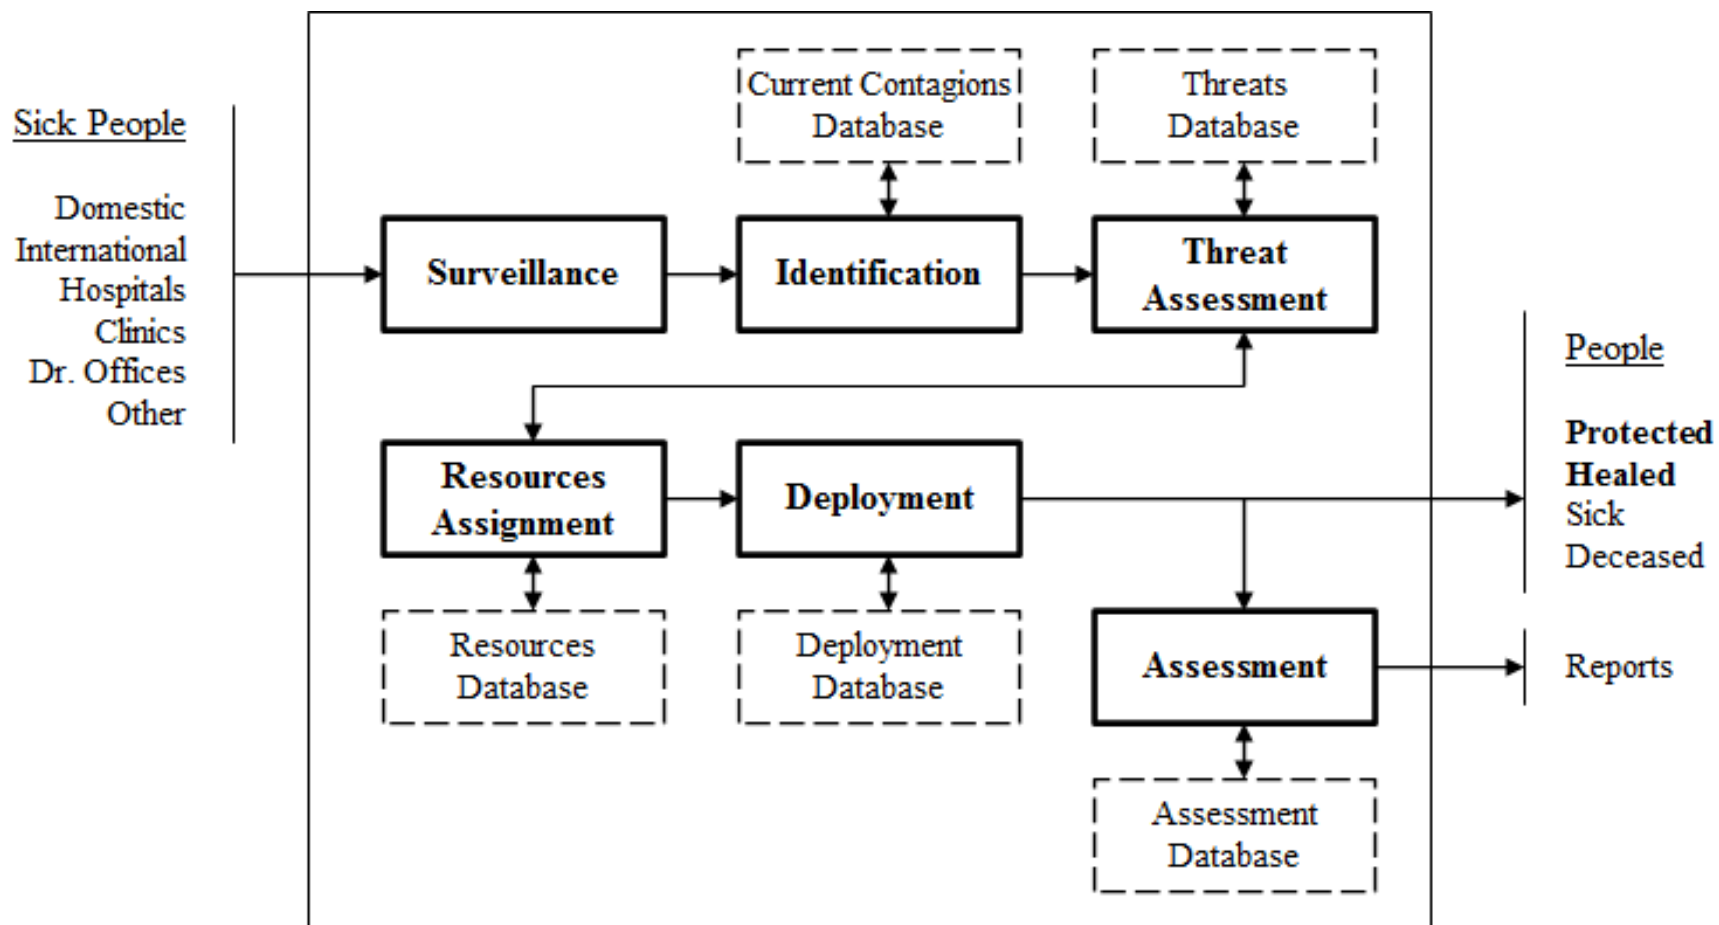 Sick People
Domestic
International
Hospitals
Clinics
Dr. Offices
Other
Current Contagions
Database
Threats
Database
Surveillance
Identification
Threat
Assessment
Resources
Assignment
Deployment
Resources
Database
Deployment
Database
Assessment
Assessment
Database
People
Protected
Healed
Sick
Deceased
Reports